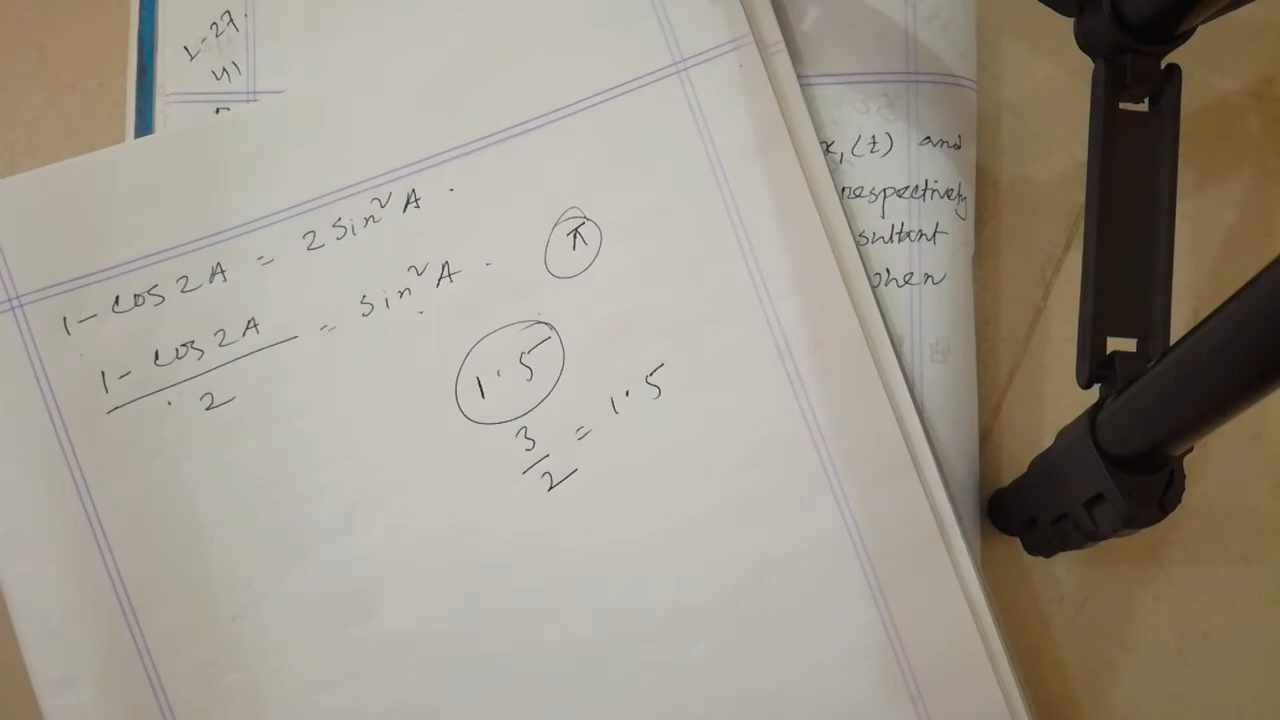 L-27.
41
1 - cos 2A = 2 sin²A.
π
1 - cos 2A / 2 = sin²A.
1.5
3/2 = 1.5
x₁(t) and
respectively
sultant